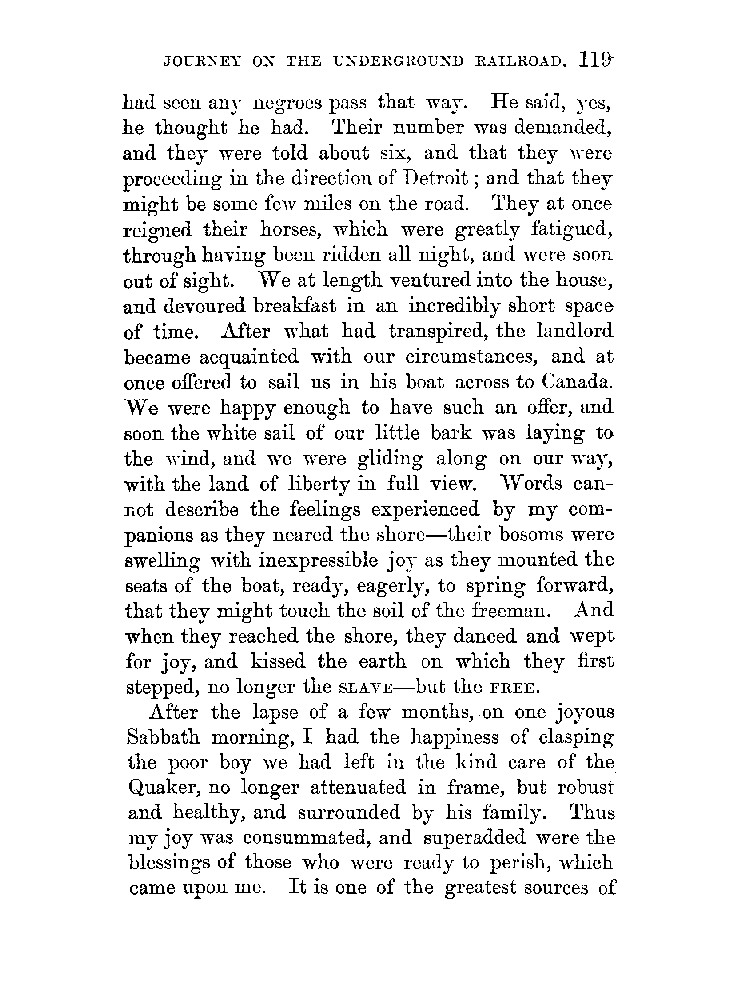 JOURNEY ON THE UNDERGROUND RAILROAD. 119
had seen any negroes pass that way. He said, yes,
he thought he had. Their number was demanded,
and they were told about six, and that they were
proceeding in the direction of Detroit; and that they
might be some few miles on the road. They at once
reigned their horses, which were greatly fatigued,
through having been ridden all night, and were soon
out of sight. We at length ventured into the house,
and devoured breakfast in an incredibly short space
of time. After what had transpired, the landlord
became acquainted with our circumstances, and at
once offered to sail us in his boat across to Canada.
We were happy enough to have such an offer, and
soon the white sail of our little bark was laying to
the wind, and we were gliding along on our way,
with the land of liberty in full view. Words can-
not describe the feelings experienced by my com-
panions as they neared the shore—their bosoms were
swelling with inexpressible joy as they mounted the
seats of the boat, ready, eagerly, to spring forward,
that they might touch the soil of the freeman. And
when they reached the shore, they danced and wept
for joy, and kissed the earth on which they first
stepped, no longer the SLAVE—but the FREE.
After the lapse of a few months, on one joyous
Sabbath morning, I had the happiness of clasping
the poor boy we had left in the kind care of the
Quaker, no longer attenuated in frame, but robust
and healthy, and surrounded by his family. Thus
my joy was consummated, and superadded were the
blessings of those who were ready to perish, which
came upon me. It is one of the greatest sources of